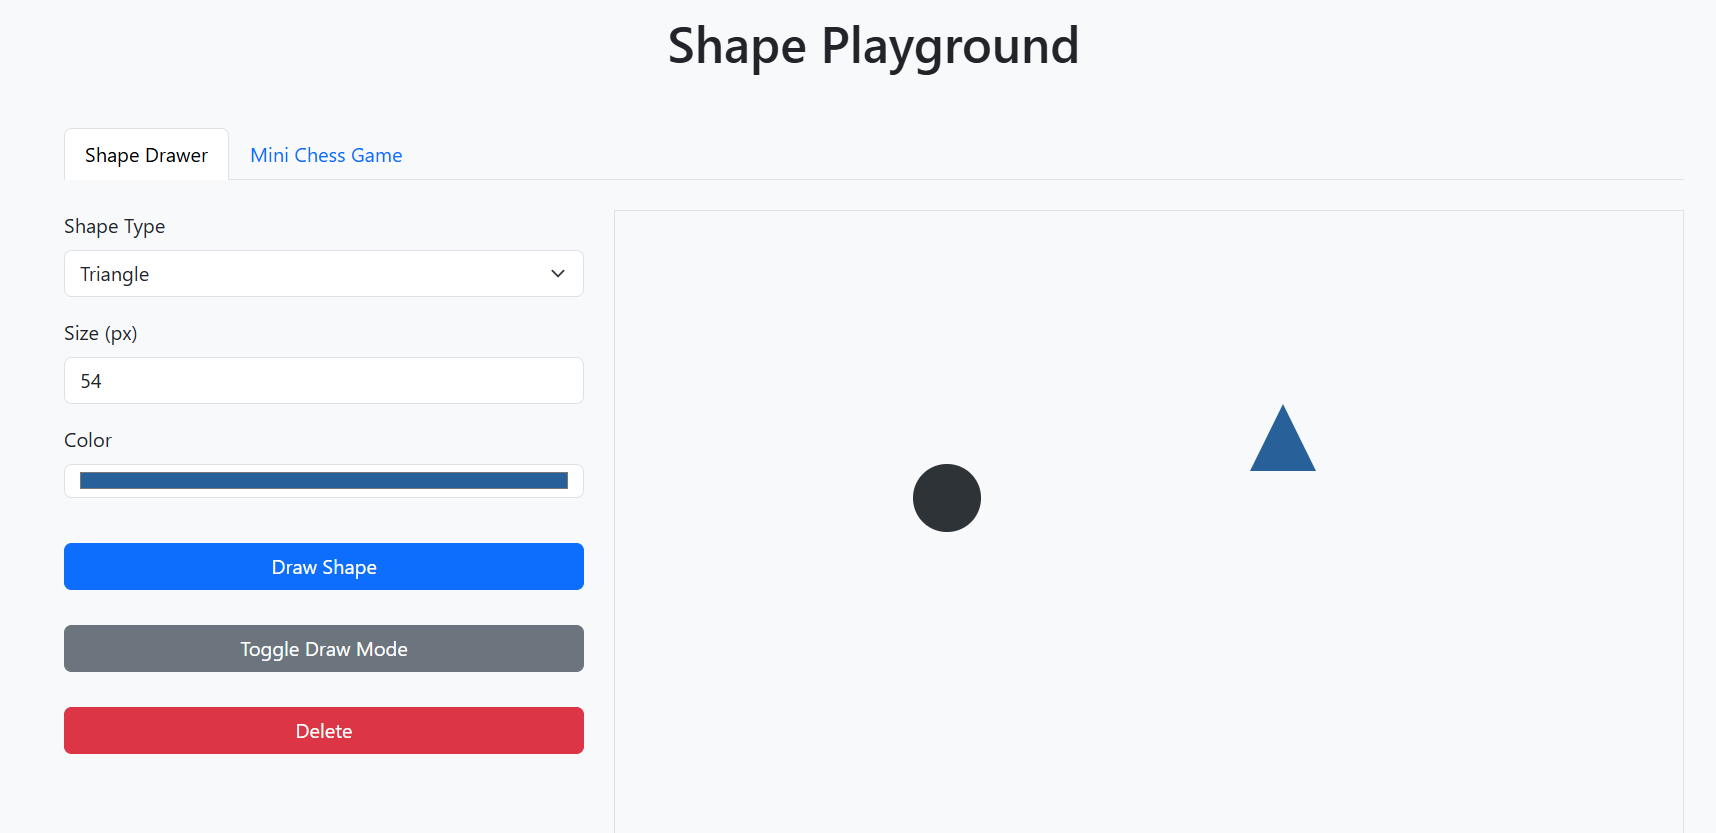 Shape Playground
Shape Drawer
Mini Chess Game
Shape Type
Triangle
Size (px)
54
Color
Draw Shape
Toggle Draw Mode
Delete